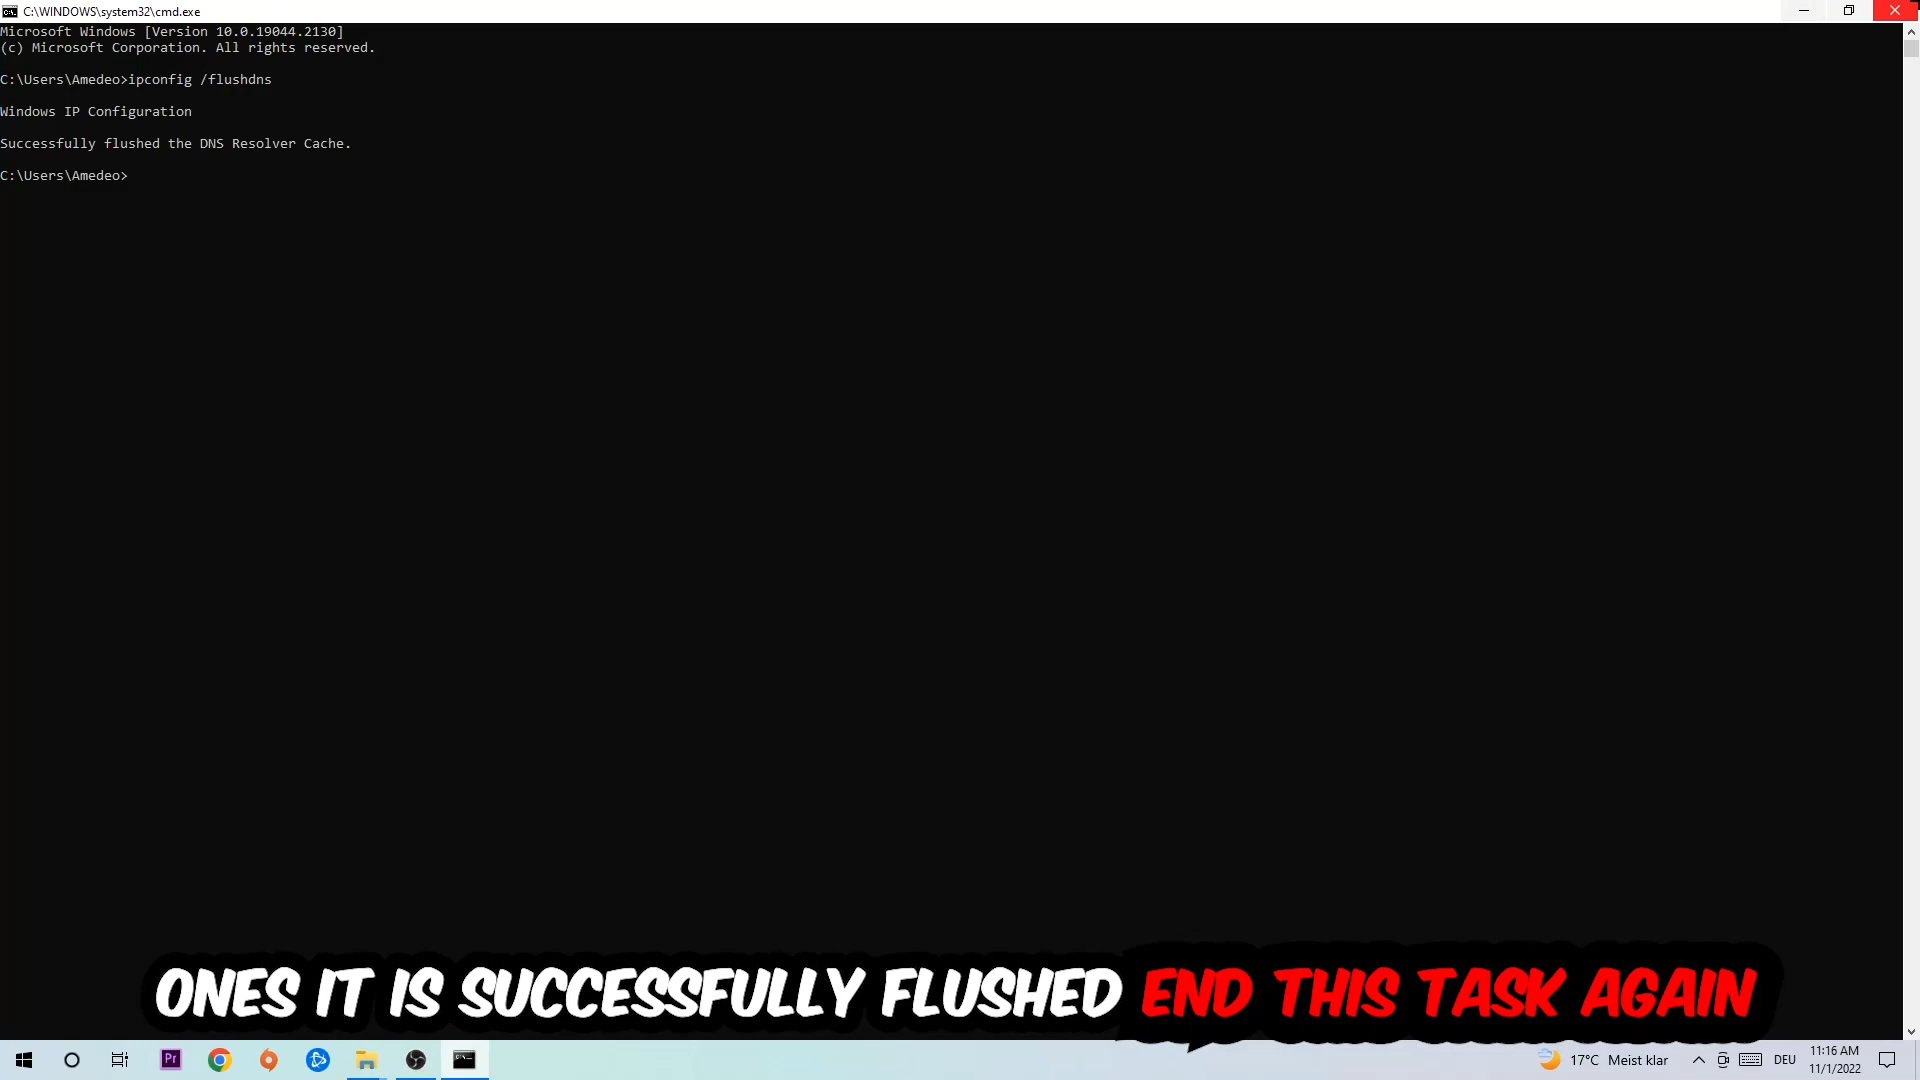 C:\WINDOWS\system32\cmd.exe
Microsoft Windows [Version 10.0.19044.2130]
(c) Microsoft Corporation. All rights reserved.
C:\Users\Amedeo>ipconfig /flushdns
Windows IP Configuration
Successfully flushed the DNS Resolver Cache.
C:\Users\Amedeo>
ONES IT IS SUCCESSFULLY FLUSHED END THIS TASK AGAIN
Pr
17°C Meist klar
DEU
11:16 AM
11/1/2022